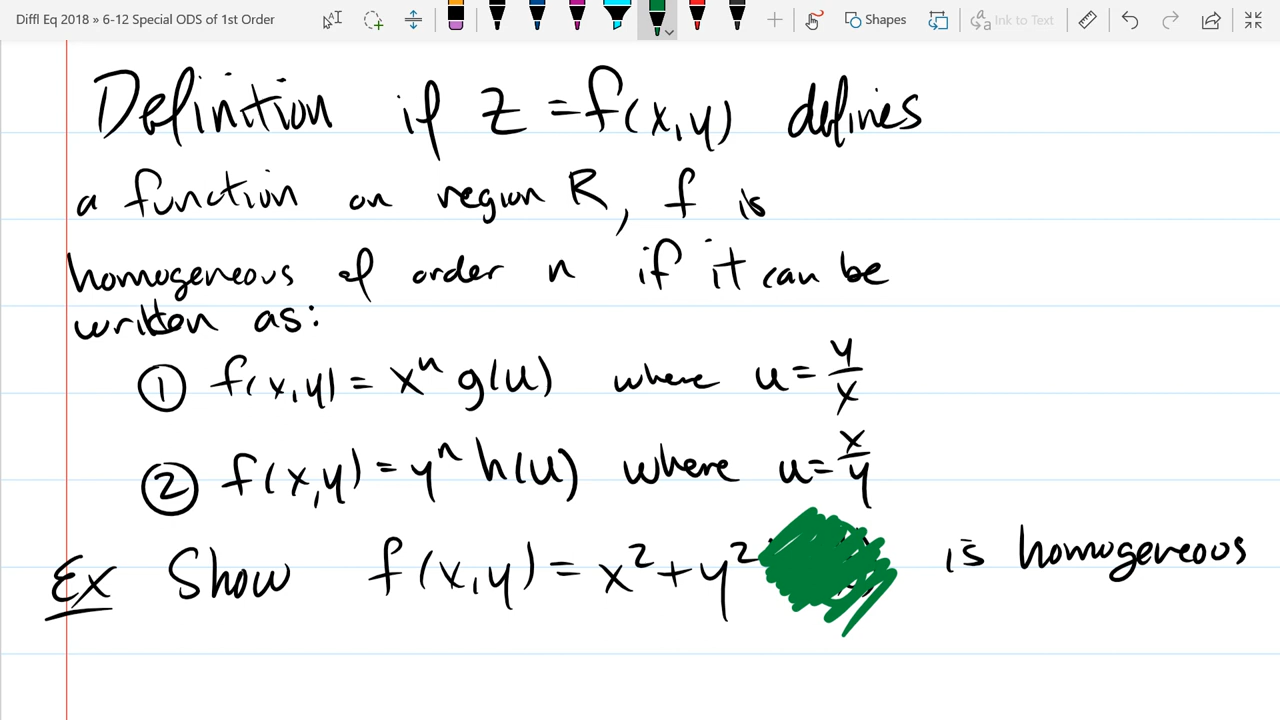 Diffl Eq 2018 » 6-12 Special ODS of 1st Order
Shapes
Ink to Text
Definition if z = f(x,y) defines
a function on region R, f is
homogeneous of order n if it can be
written as:
① f(x,y) = xⁿ g(u) where u = y/x
② f(x,y) = yⁿ h(u) where u = x/y
Ex Show f(x,y) = x² + y² is homogeneous